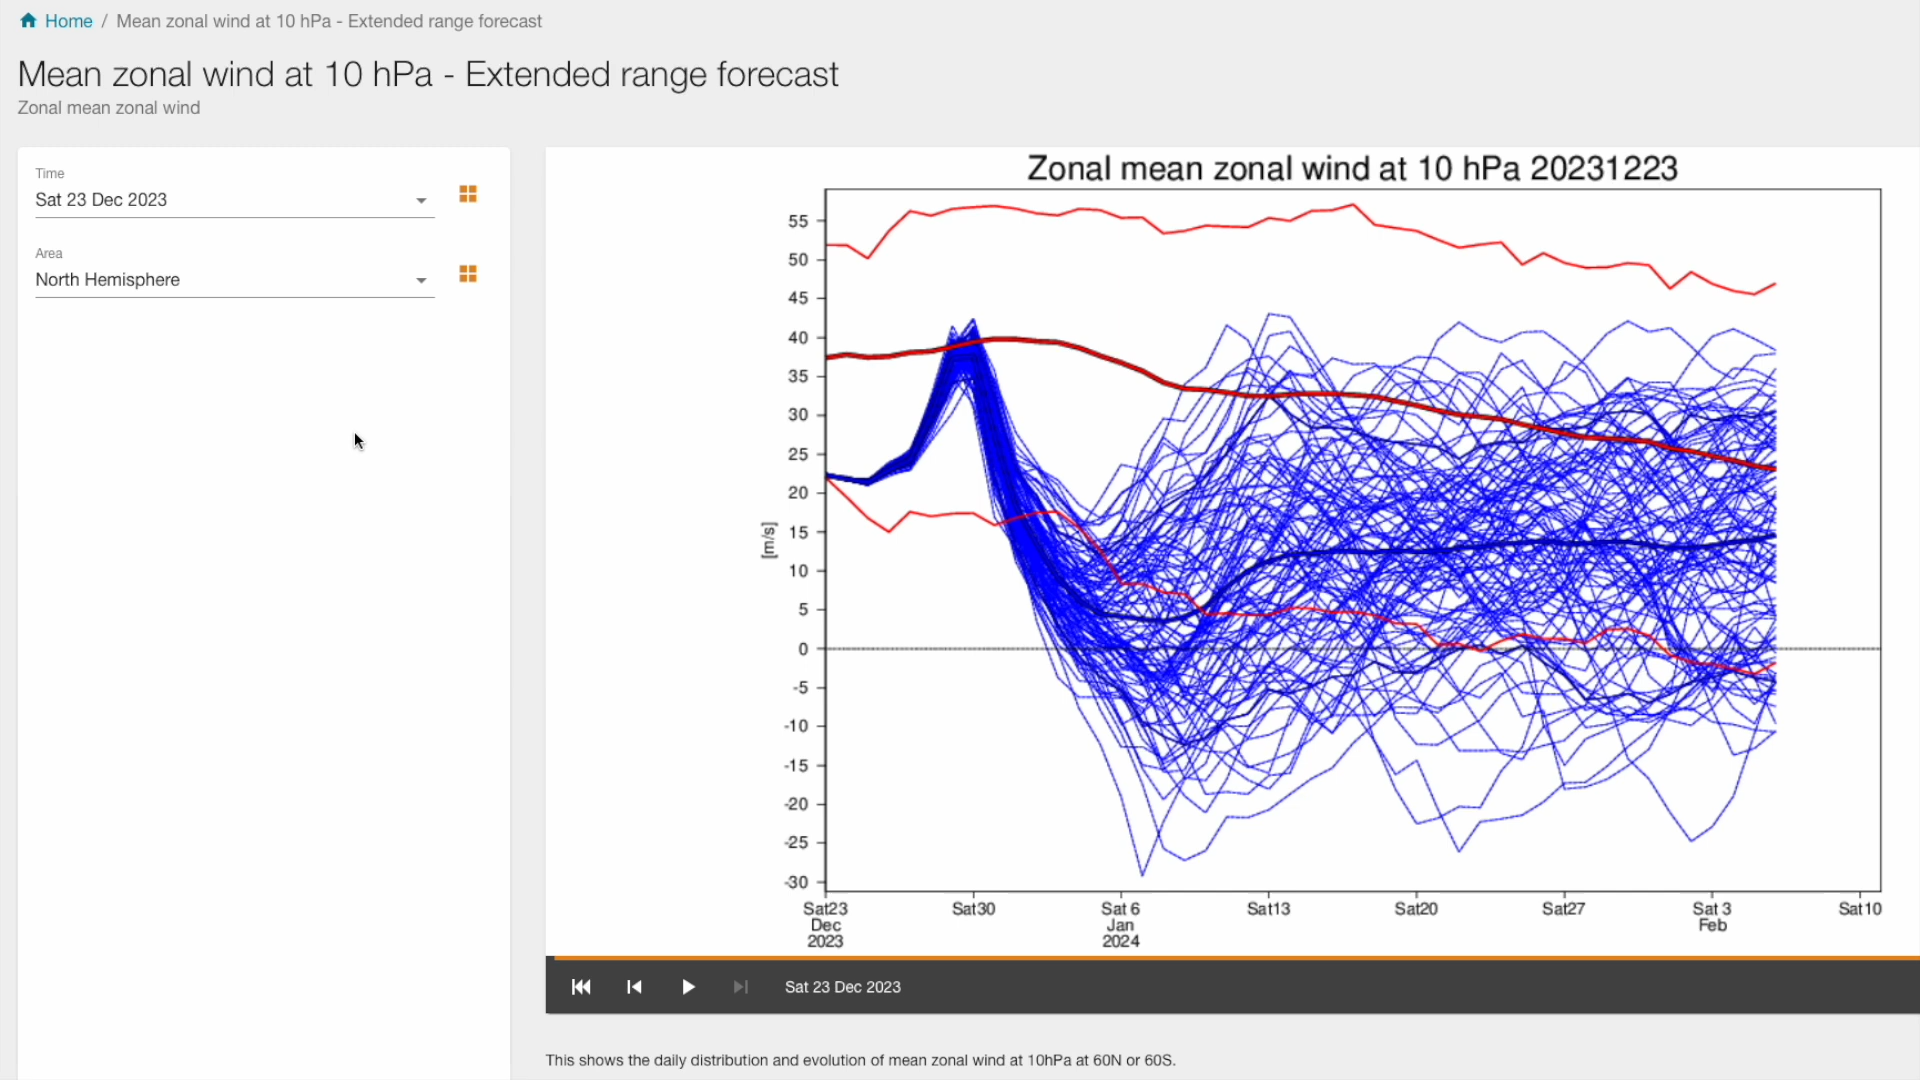 Home / Mean zonal wind at 10 hPa - Extended range forecast
Mean zonal wind at 10 hPa - Extended range forecast
Zonal mean zonal wind
Time
Sat 23 Dec 2023
Area
North Hemisphere
Zonal mean zonal wind at 10 hPa 20231223
55
50
45
40
35
30
25
20
15
10
5
0
-5
-10
-15
-20
-25
-30
[m/s]
Sat23 Sat30 Sat 6 Sat13 Sat20 Sat27 Sat 3 Sat10
Dec Jan Feb
2023 2024
Sat 23 Dec 2023
This shows the daily distribution and evolution of mean zonal wind at 10hPa at 60N or 60S.